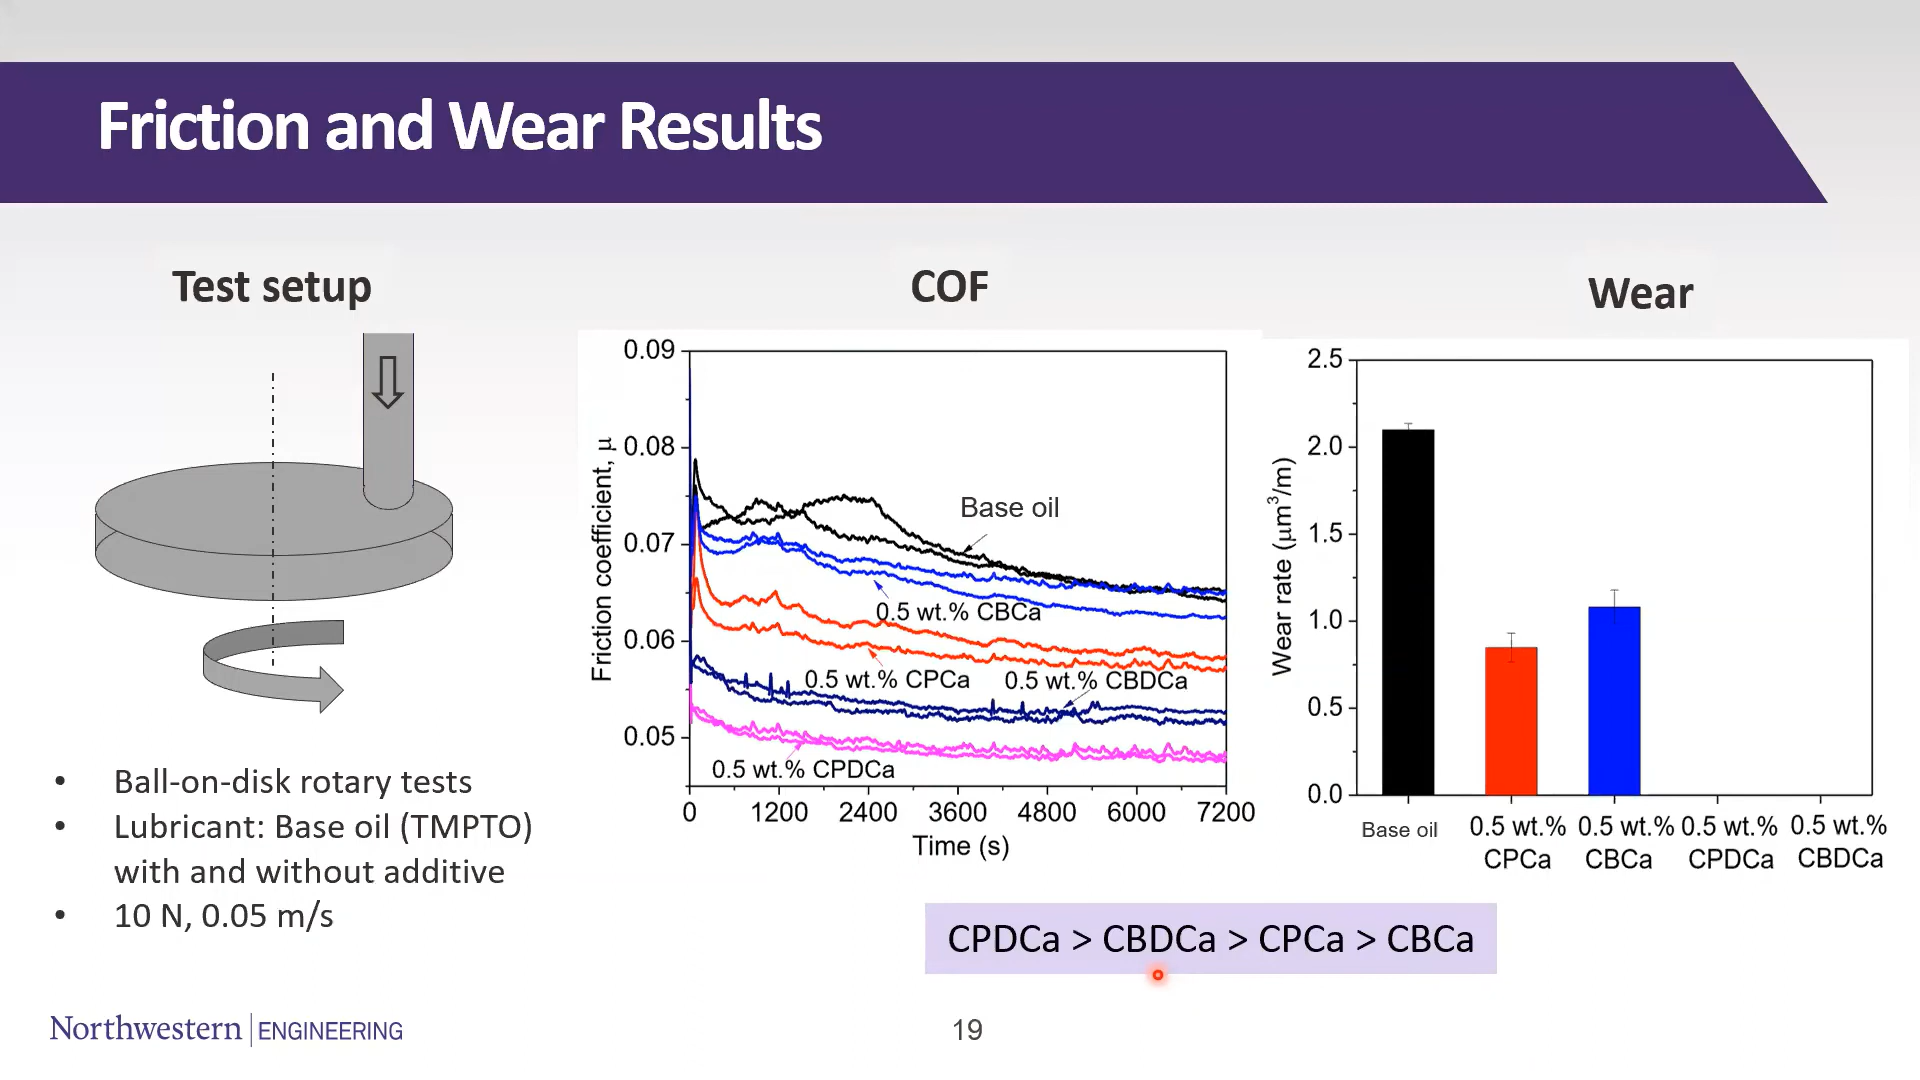 Friction and Wear Results
Test setup
• Ball-on-disk rotary tests
• Lubricant: Base oil (TMPTO)
with and without additive
• 10 N, 0.05 m/s
COF
0.09
0.08
0.07
0.06
0.05
Friction coefficient, μ
Base oil
0.5 wt.% CBCa
0.5 wt.% CPCa
0.5 wt.% CBDCa
0.5 wt.% CPDCa
0 1200 2400 3600 4800 6000 7200
Time (s)
Wear
2.5
2.0
1.5
1.0
0.5
0.0
Wear rate (μm³/m)
Base oil 0.5 wt.% 0.5 wt.% 0.5 wt.% 0.5 wt.%
CPCa CBCa CPDCa CBDCa
CPDCa > CBDCa > CPCa > CBCa
Northwestern | ENGINEERING
19